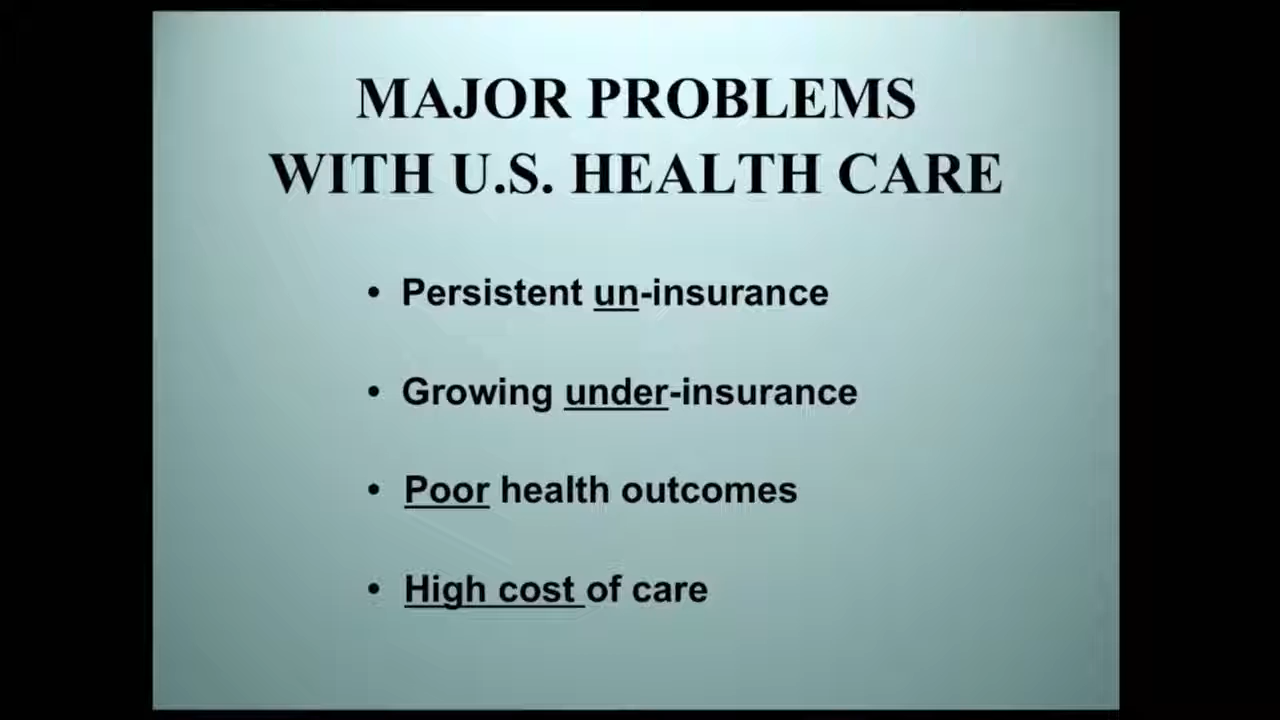 MAJOR PROBLEMS
WITH U.S. HEALTH CARE
• Persistent un-insurance
• Growing under-insurance
• Poor health outcomes
• High cost of care